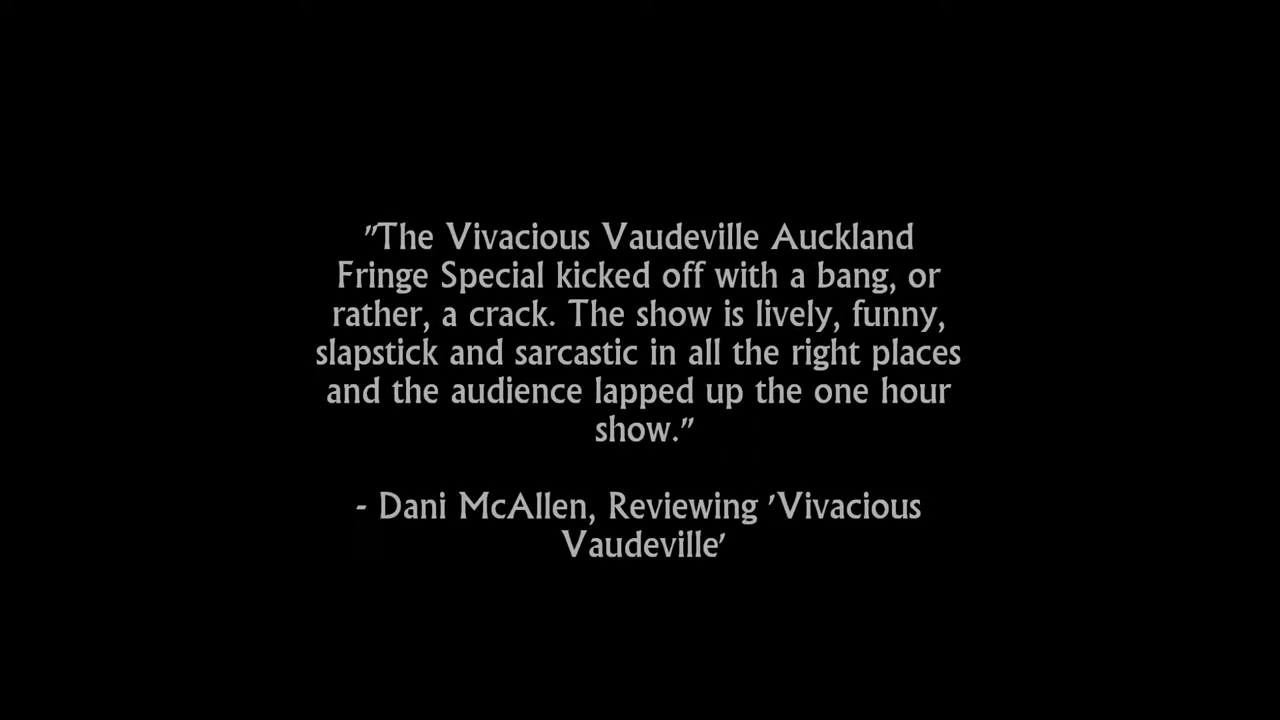 "The Vivacious Vaudeville Auckland
Fringe Special kicked off with a bang, or
rather, a crack. The show is lively, funny,
slapstick and sarcastic in all the right places
and the audience lapped up the one hour
show."
- Dani McAllen, Reviewing 'Vivacious
Vaudeville'